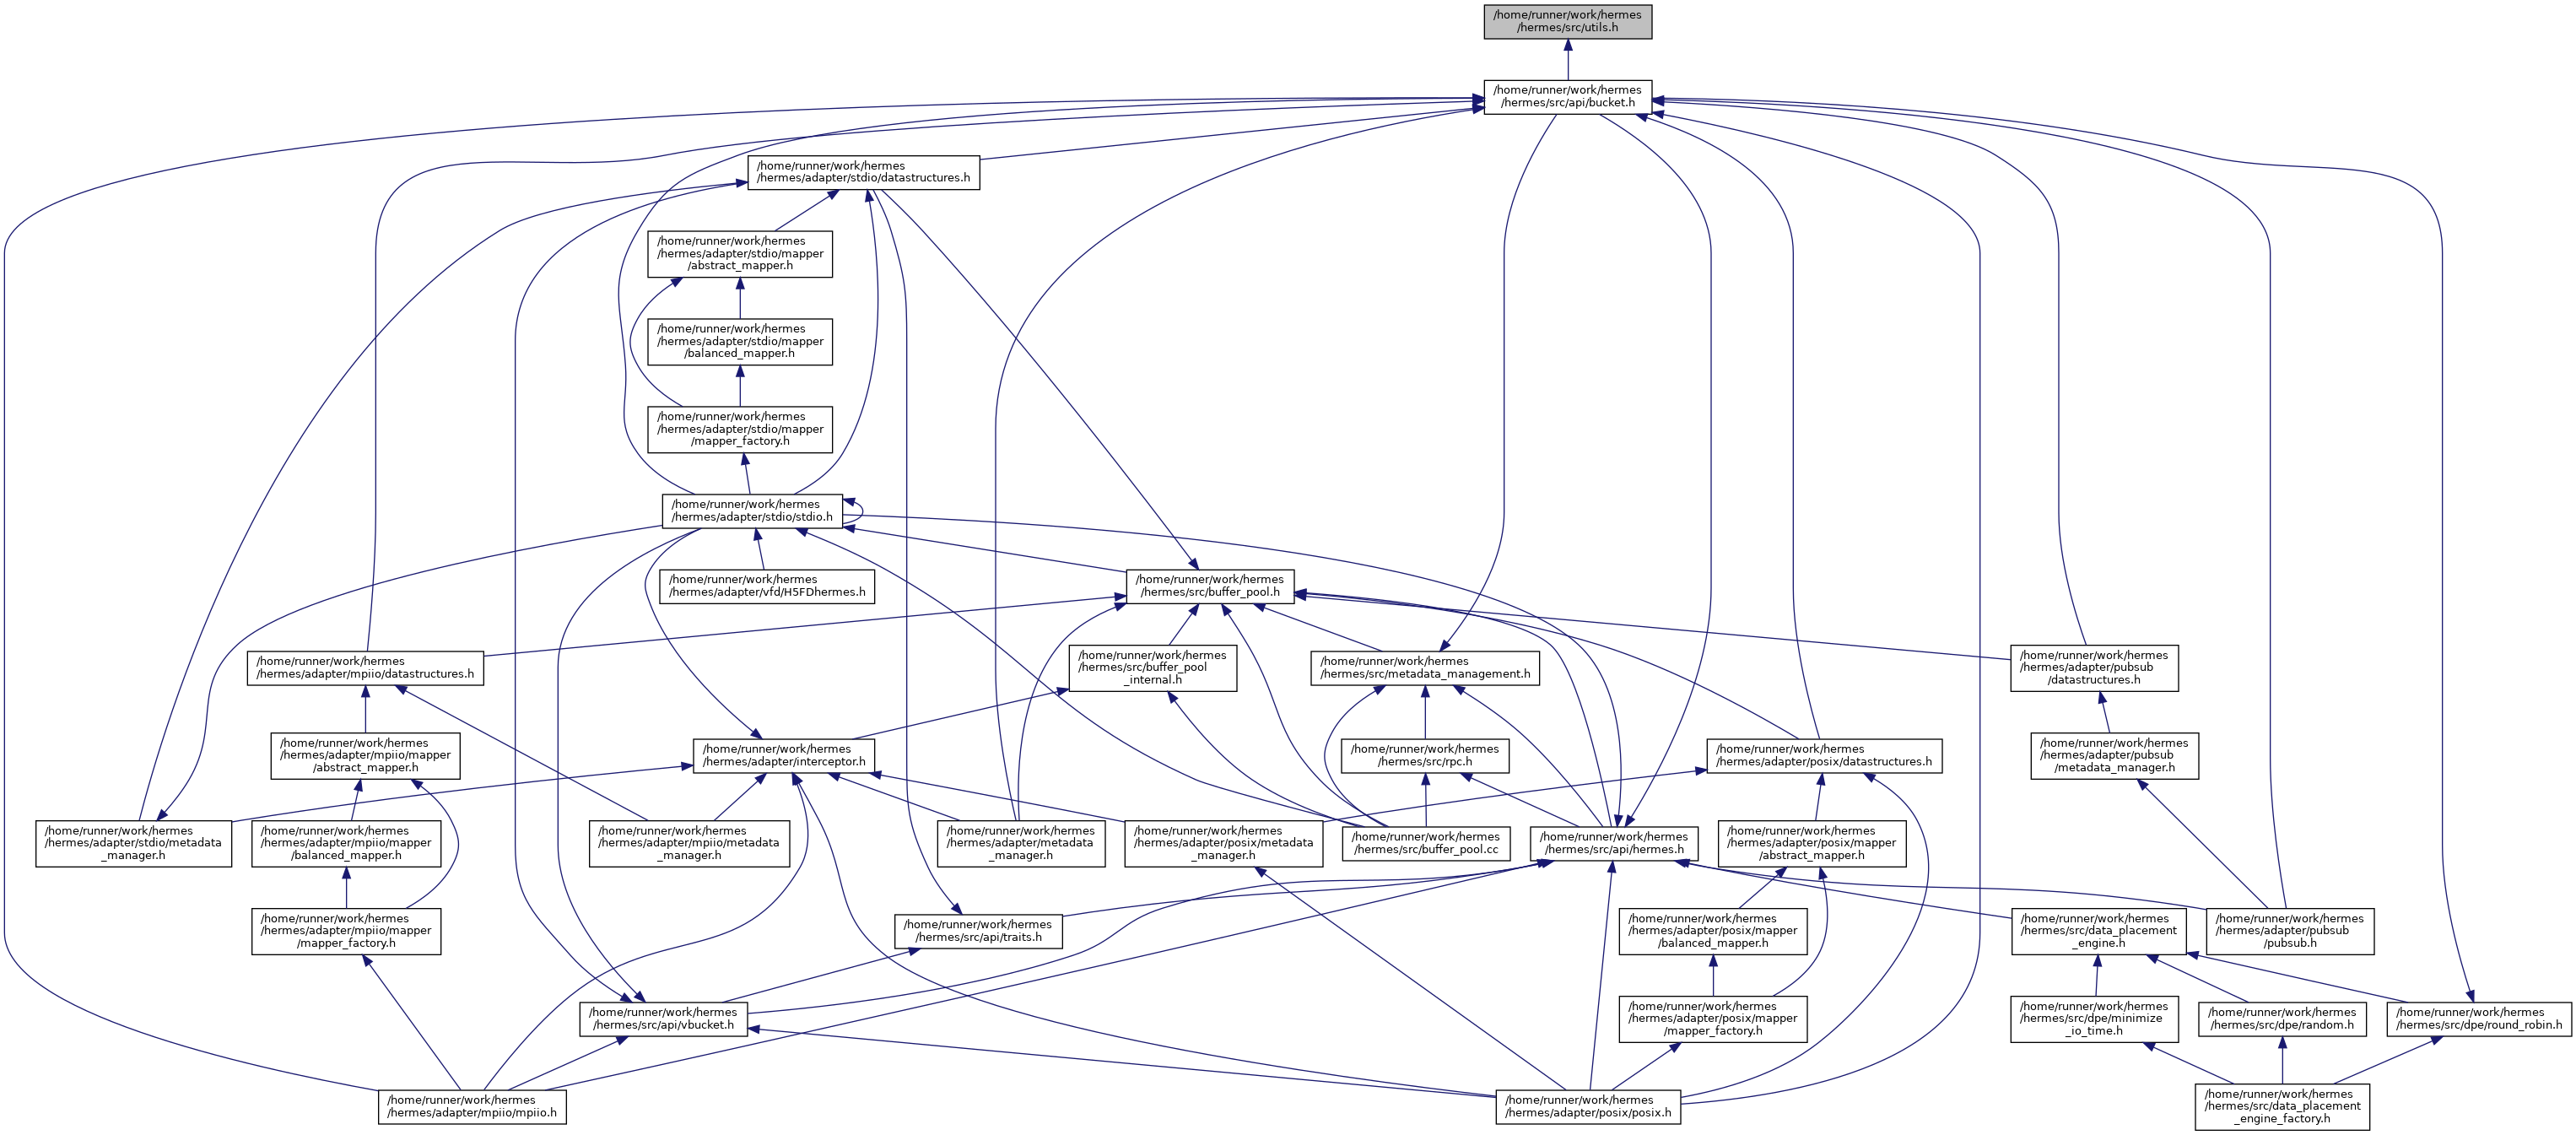 /home/runner/work/hermes
/hermes/src/utils.h
/home/runner/work/hermes
/hermes/src/api/bucket.h
/home/runner/work/hermes
/hermes/adapter/stdio/datastructures.h
/home/runner/work/hermes
/hermes/adapter/stdio/mapper
/abstract_mapper.h
/home/runner/work/hermes
/hermes/adapter/stdio/mapper
/balanced_mapper.h
/home/runner/work/hermes
/hermes/adapter/stdio/mapper
/mapper_factory.h
/home/runner/work/hermes
/hermes/adapter/stdio/stdio.h
/home/runner/work/hermes
/hermes/adapter/vfd/H5FDhermes.h
/home/runner/work/hermes
/hermes/src/buffer_pool.h
/home/runner/work/hermes
/hermes/adapter/mpiio/datastructures.h
/home/runner/work/hermes
/hermes/src/buffer_pool
_internal.h
/home/runner/work/hermes
/hermes/src/metadata_management.h
/home/runner/work/hermes
/hermes/adapter/pubsub
/datastructures.h
/home/runner/work/hermes
/hermes/adapter/mpiio/mapper
/abstract_mapper.h
/home/runner/work/hermes
/hermes/adapter/interceptor.h
/home/runner/work/hermes
/hermes/src/rpc.h
/home/runner/work/hermes
/hermes/adapter/posix/datastructures.h
/home/runner/work/hermes
/hermes/adapter/pubsub
/metadata_manager.h
/home/runner/work/hermes
/hermes/adapter/stdio/metadata
_manager.h
/home/runner/work/hermes
/hermes/adapter/mpiio/mapper
/balanced_mapper.h
/home/runner/work/hermes
/hermes/adapter/mpiio/metadata
_manager.h
/home/runner/work/hermes
/hermes/adapter/metadata
_manager.h
/home/runner/work/hermes
/hermes/adapter/posix/metadata
_manager.h
/home/runner/work/hermes
/hermes/src/buffer_pool.cc
/home/runner/work/hermes
/hermes/src/api/hermes.h
/home/runner/work/hermes
/hermes/adapter/posix/mapper
/abstract_mapper.h
/home/runner/work/hermes
/hermes/adapter/mpiio/mapper
/mapper_factory.h
/home/runner/work/hermes
/hermes/src/api/traits.h
/home/runner/work/hermes
/hermes/adapter/posix/mapper
/balanced_mapper.h
/home/runner/work/hermes
/hermes/src/data_placement
_engine.h
/home/runner/work/hermes
/hermes/adapter/pubsub
/pubsub.h
/home/runner/work/hermes
/hermes/src/api/vbucket.h
/home/runner/work/hermes
/hermes/adapter/posix/mapper
/mapper_factory.h
/home/runner/work/hermes
/hermes/src/dpe/minimize
_io_time.h
/home/runner/work/hermes
/hermes/src/dpe/random.h
/home/runner/work/hermes
/hermes/src/dpe/round_robin.h
/home/runner/work/hermes
/hermes/adapter/mpiio/mpiio.h
/home/runner/work/hermes
/hermes/adapter/posix/posix.h
/home/runner/work/hermes
/hermes/src/data_placement
_engine_factory.h